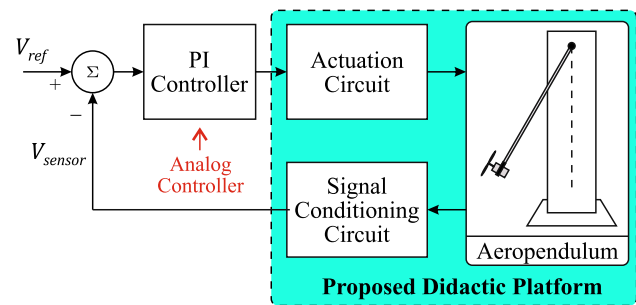 V_ref
+
Σ
−
V_sensor
PI
Controller
Analog
Controller
Actuation
Circuit
Signal
Conditioning
Circuit
Aeropendulum
Proposed Didactic Platform